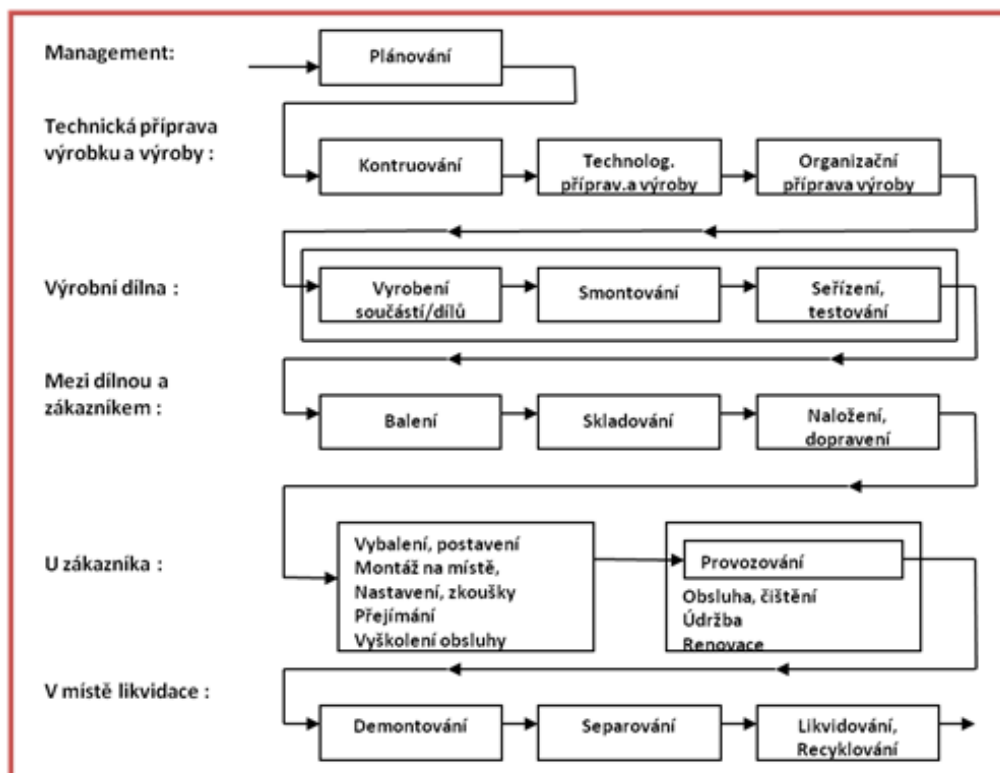 Management:
Plánování
Technická příprava
výrobku a výroby :
Kontruování
Technolog.
příprav.a výroby
Organizační
příprava výroby
Výrobní dílna :
Vyrobení
součástí/dílů
Smontování
Seřízení,
testování
Mezi dílnou a
zákazníkem :
Balení
Skladování
Naložení,
dopravení
U zákazníka :
Vybalení, postavení
Montáž na místě,
Nastavení, zkoušky
Přejímání
Vyškolení obsluhy
Provozování
Obsluha, čištění
Údržba
Renovace
V místě likvidace :
Demontování
Separování
Likvidování,
Recyklování